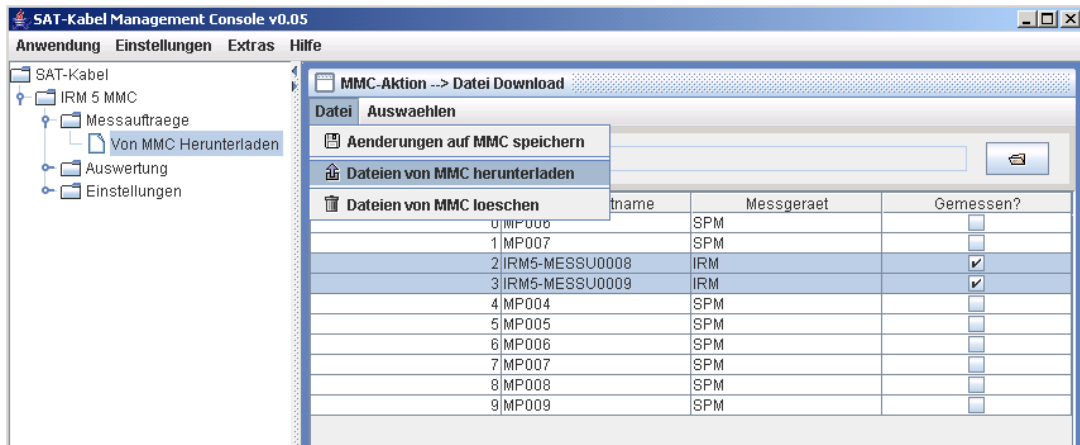 SAT-Kabel Management Console v0.05
Anwendung Einstellungen Extras Hilfe
SAT-Kabel
IRM 5 MMC
Messauftraege
Von MMC Herunterladen
Auswertung
Einstellungen
MMC-Aktion --> Datei Download
Datei Auswaehlen
Aenderungen auf MMC speichern
Dateien von MMC herunterladen
Dateien von MMC loeschen
tname Messgeraet Gemessen?
0 MP006 SPM
1 MP007 SPM
2 IRM5-MESSU0008 IRM
3 IRM5-MESSU0009 IRM
4 MP004 SPM
5 MP005 SPM
6 MP006 SPM
7 MP007 SPM
8 MP008 SPM
9 MP009 SPM